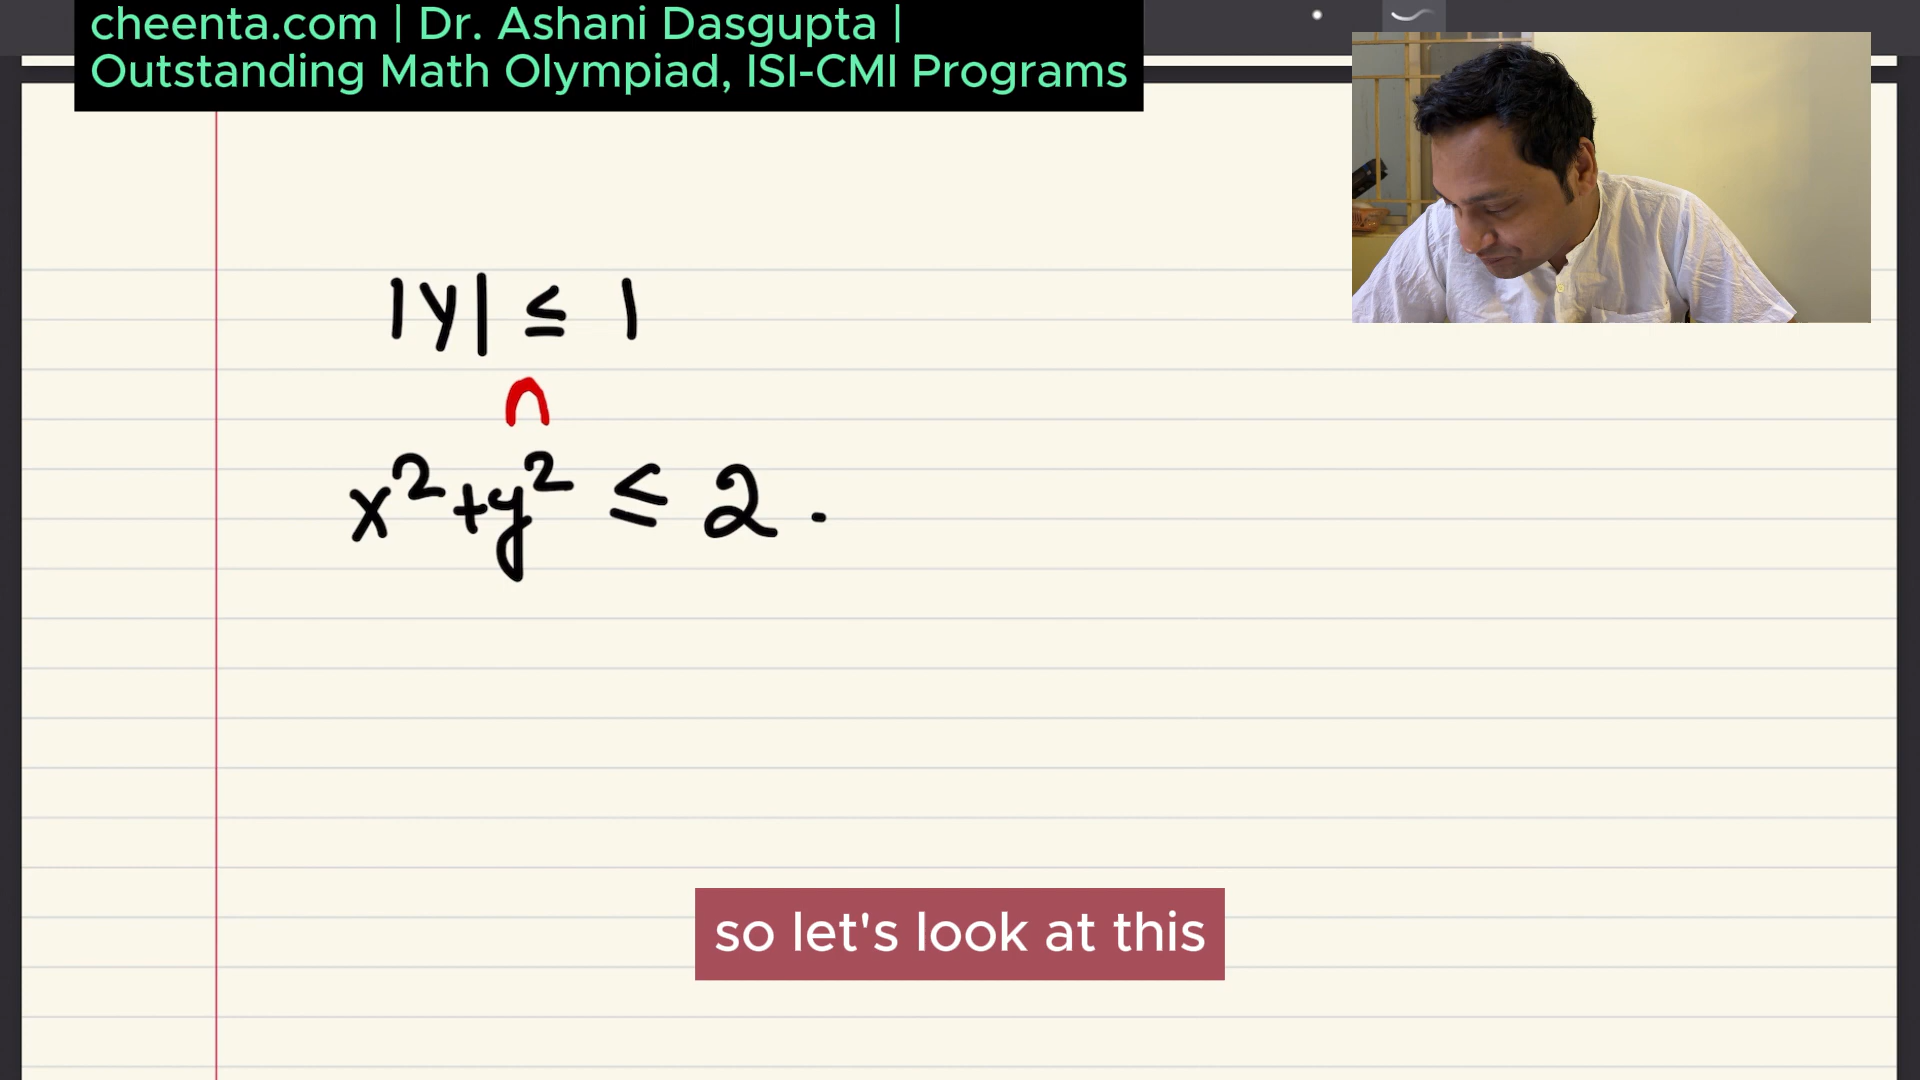 cheenta.com | Dr. Ashani Dasgupta |
Outstanding Math Olympiad, ISI-CMI Programs
|y| ≤ 1
∩
x²+y² ≤ 2.
so let's look at this